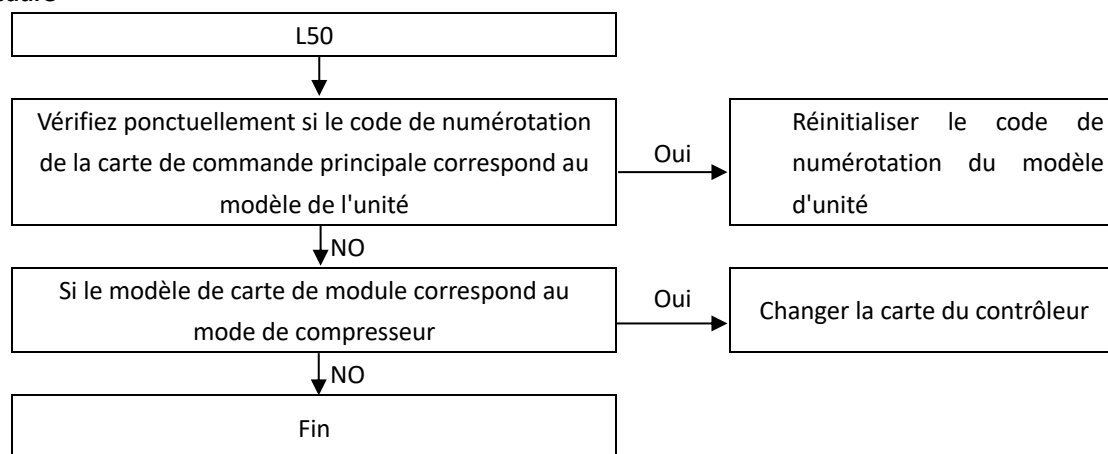 L50
Vérifiez ponctuellement si le code de numérotation
de la carte de commande principale correspond au
modèle de l'unité
Oui
Réinitialiser le code de
numérotation du modèle
d'unité
NO
Si le modèle de carte de module correspond au
mode de compresseur
Oui
Changer la carte du contrôleur
NO
Fin